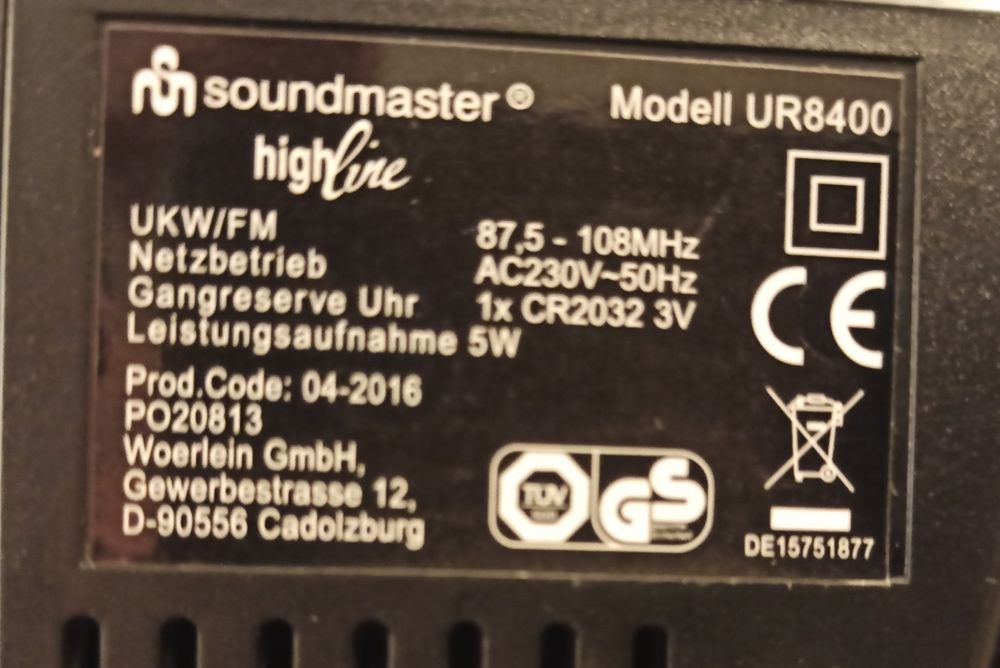 soundmaster ® Modell UR8400
highline
UKW/FM 87,5 - 108MHz
Netzbetrieb AC230V~50Hz
Gangreserve Uhr 1x CR2032 3V
Leistungsaufnahme 5W
CE
Prod.Code: 04-2016
PO20813
Woerlein GmbH,
Gewerbestrasse 12,
D-90556 Cadolzburg
TÜV GS
DE15751877